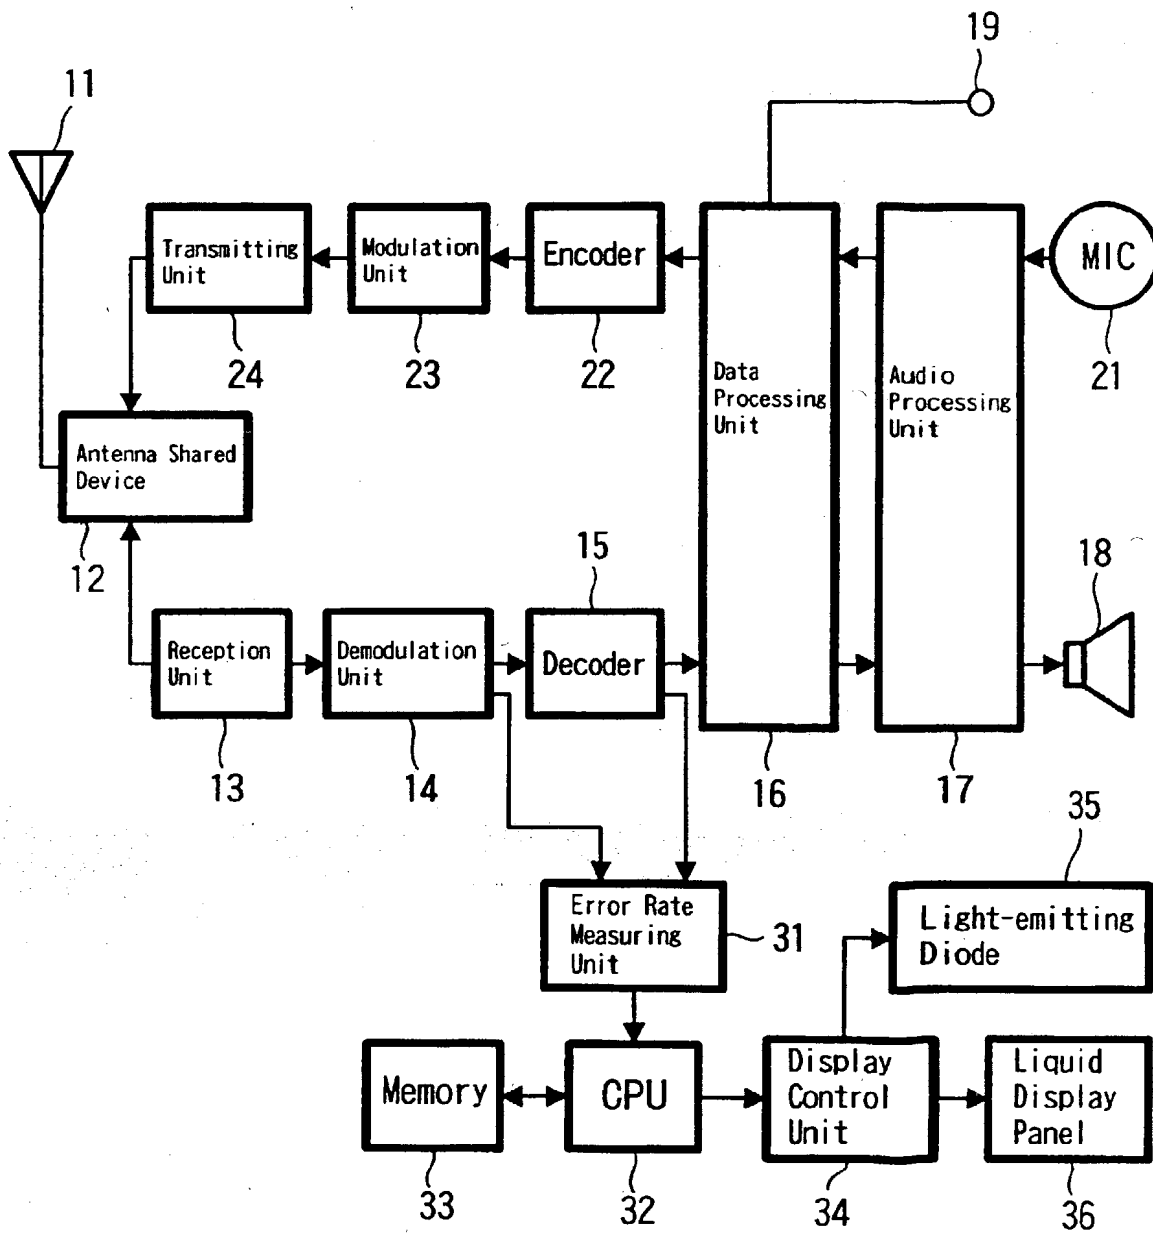 19
11
Transmitting
Unit
Modulation
Unit
Encoder
MIC
24
23
22
21
Data
Processing
Unit
Audio
Processing
Unit
Antenna Shared
Device
12
15
18
Reception
Unit
Demodulation
Unit
Decoder
13
14
16
17
35
Error Rate
Measuring
Unit
31
Light-emitting
Diode
Memory
CPU
Display
Control
Unit
Liquid
Display
Panel
33
32
34
36